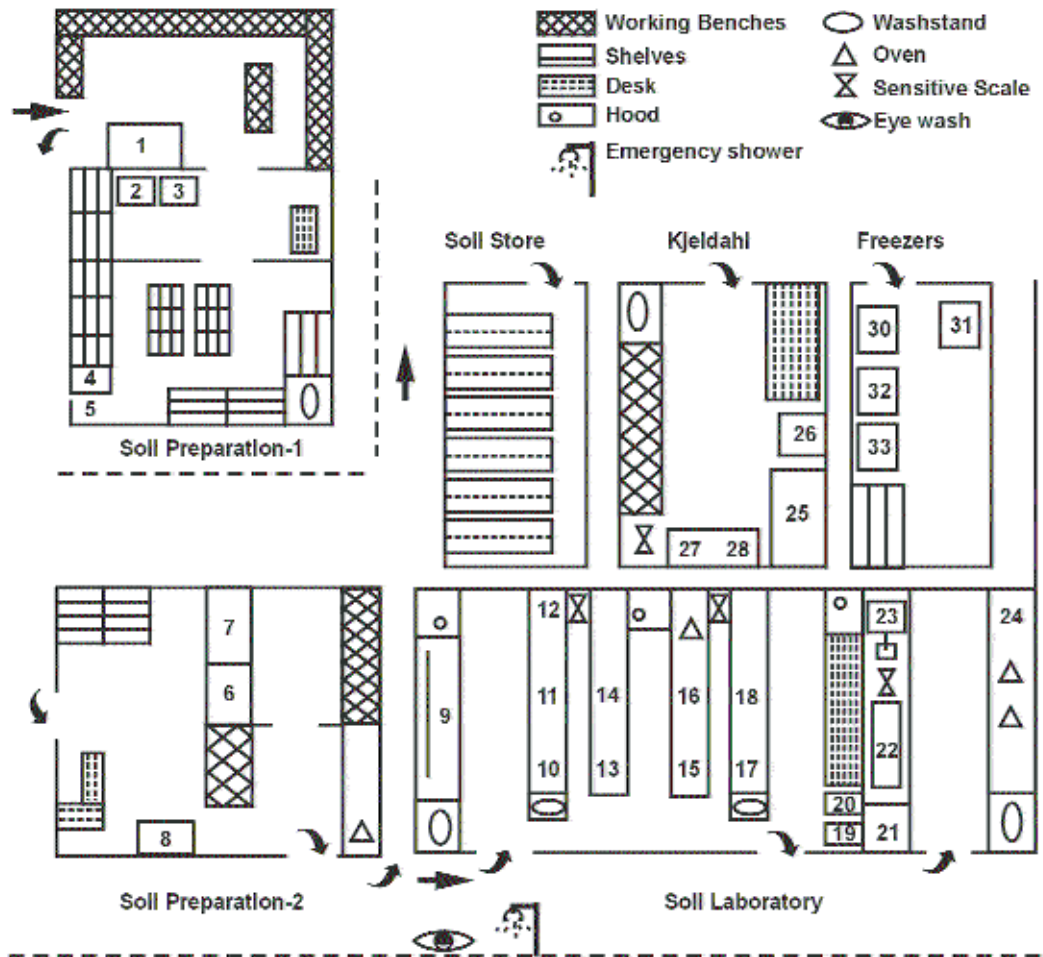 Working Benches
Washstand
Shelves
Oven
Desk
Sensitive Scale
Hood
Eye wash
Emergency shower
1
2 3
4
5
Soil Preparation-1
Soil Store
Kjeldahl
Freezers
30 31
32
26 33
25
27 28
7
6
8
Soil Preparation-2
12 23 24
11 14 16 18
9 22
10 13 15 17
20
19 21
Soil Laboratory